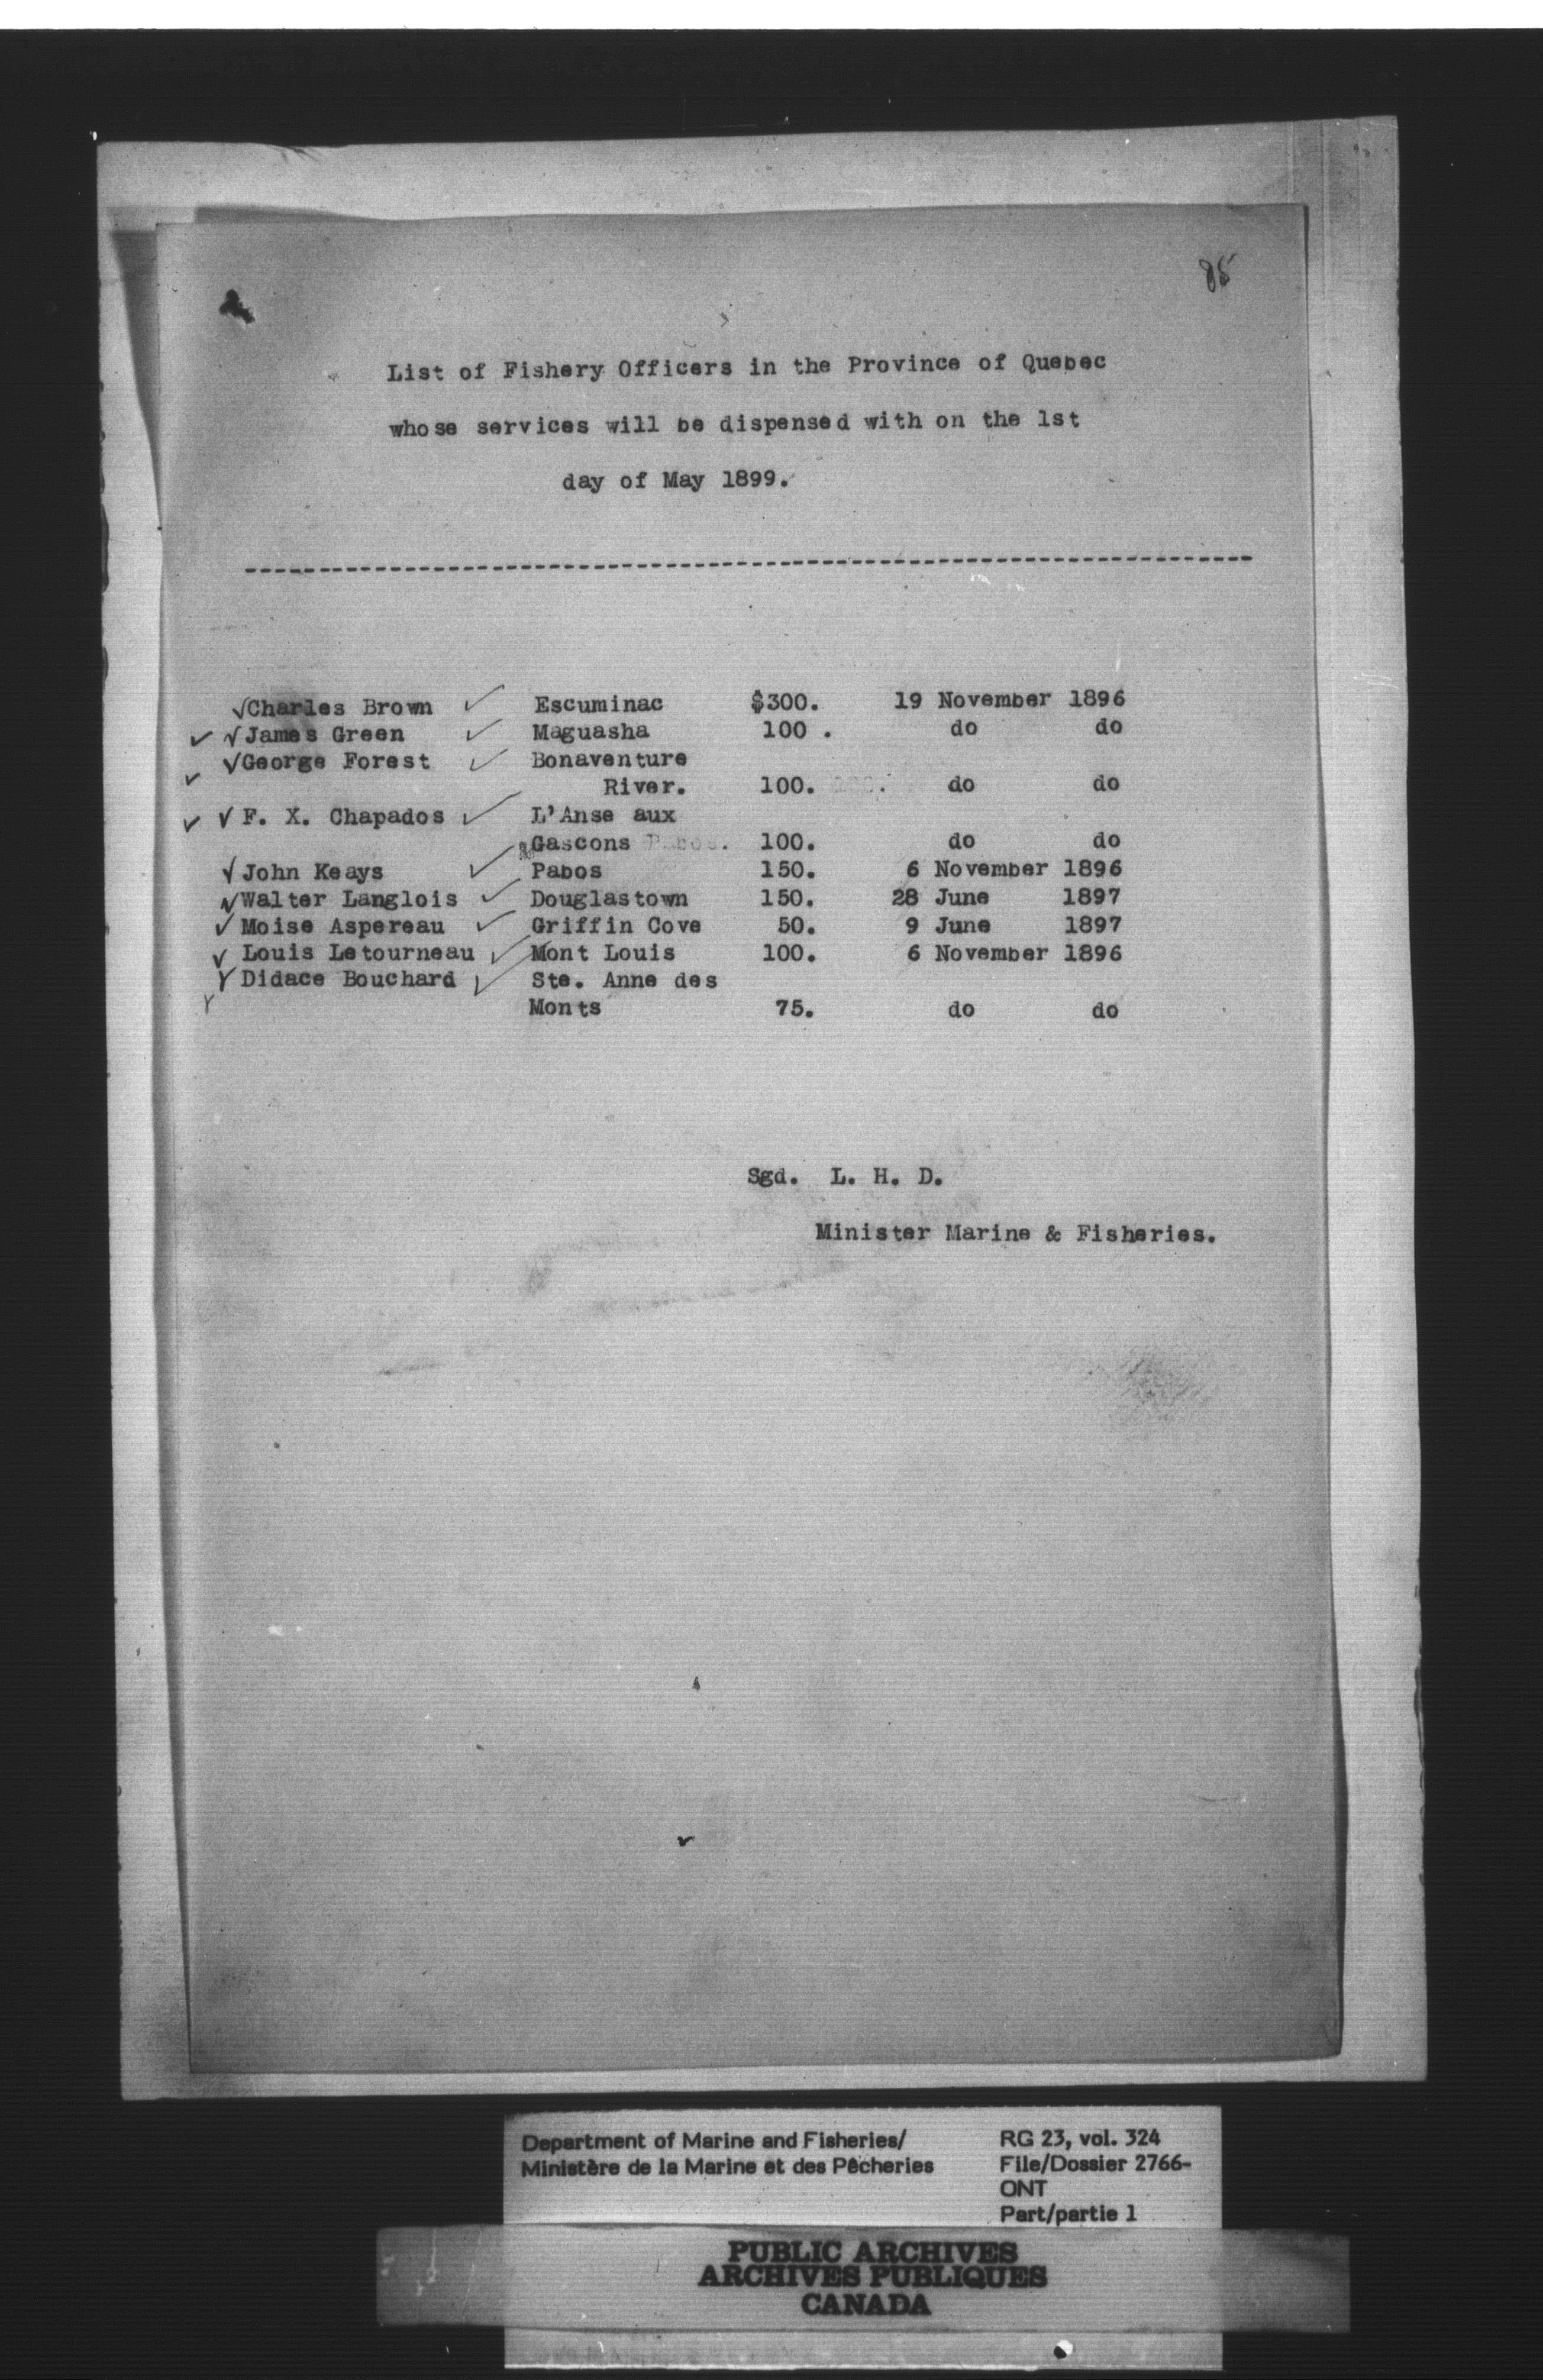 85
List of Fishery Officers in the Province of Quebec
whose services will be dispensed with on the 1st
day of May 1899.
--------------------------------------------------------------------
✓Charles Brown ✓ Escuminac $300. 19 November 1896
✓ ✓James Green ✓ Maguasha 100 . do do
✓ ✓George Forest ✓ Bonaventure
River. 100. do do
✓ ✓ F. X. Chapados ✓ L'Anse aux
Gascons 100. do do
✓ John Keays ✓ Pabos 150. 6 November 1896
✓Walter Langlois ✓ Douglastown 150. 28 June 1897
✓ Moise Aspereau ✓ Griffin Cove 50. 9 June 1897
✓ Louis Letourneau ✓ Mont Louis 100. 6 November 1896
✓ Didace Bouchard ✓ Ste. Anne des
Monts 75. do do
Sgd. L. H. D.
Minister Marine & Fisheries.
Department of Marine and Fisheries/
Ministère de la Marine et des Pêcheries
RG 23, vol. 324
File/Dossier 2766-
ONT
Part/partie 1
PUBLIC ARCHIVES
ARCHIVES PUBLIQUES
CANADA